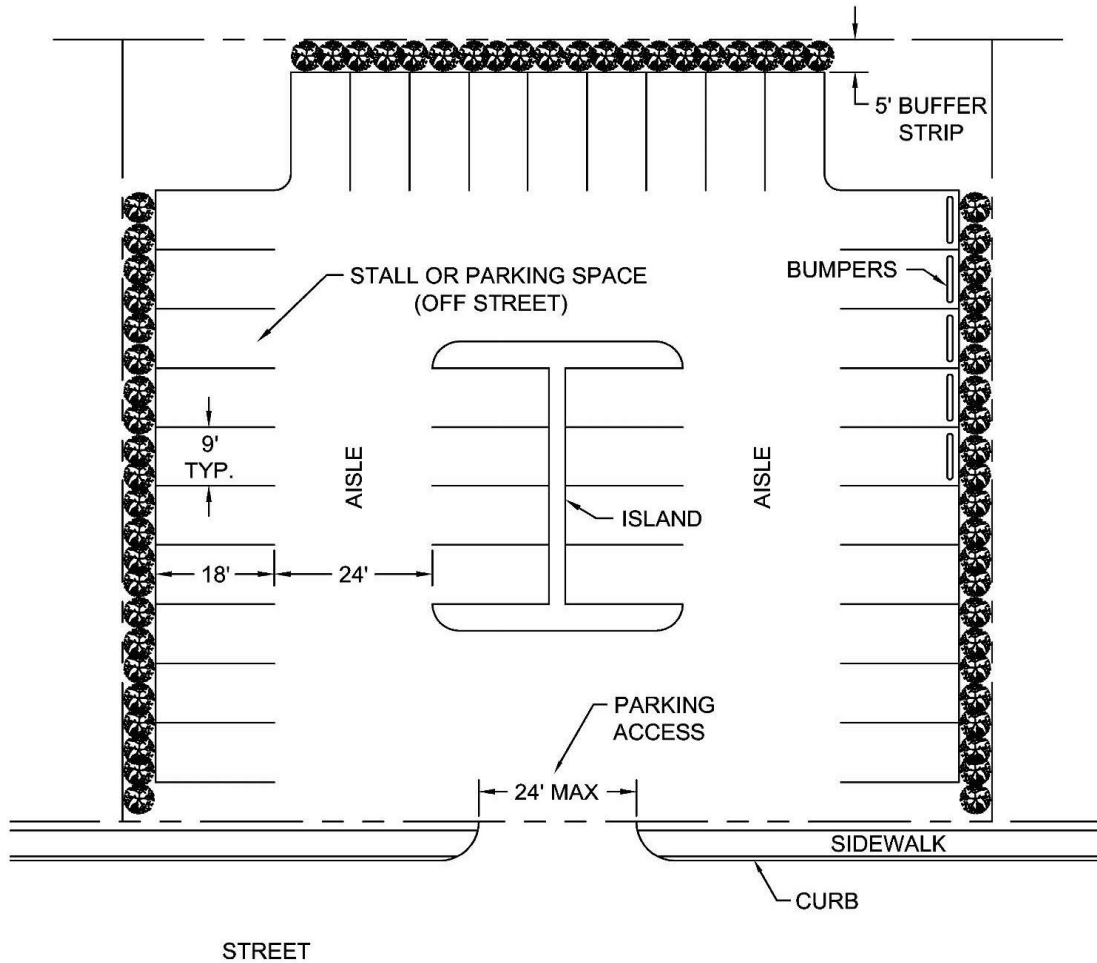 5' BUFFER
STRIP
STALL OR PARKING SPACE
(OFF STREET)
BUMPERS
9'
TYP.
AISLE
AISLE
ISLAND
18'
24'
PARKING
ACCESS
24' MAX
SIDEWALK
CURB
STREET